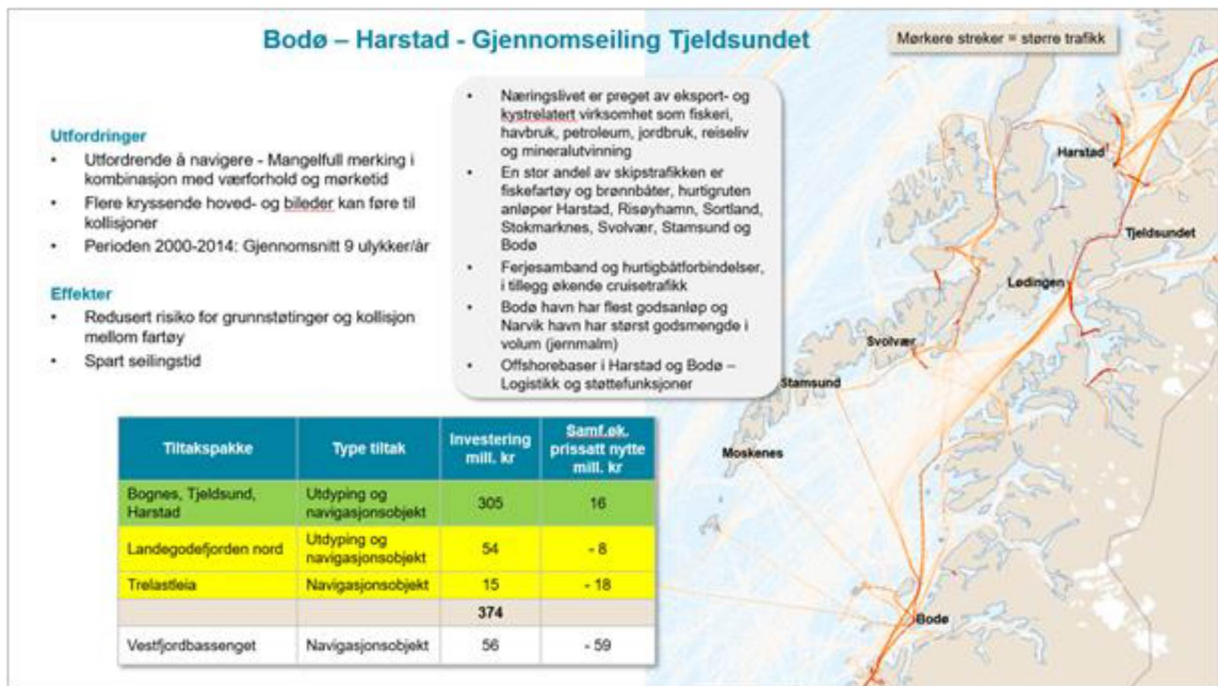 Bodø – Harstad - Gjennomseiling Tjeldsundet
Mørkere streker = større trafikk
Utfordringer
• Utfordrende å navigere - Mangelfull merking i
kombinasjon med værforhold og mørketid
• Flere kryssende hoved- og bileder kan føre til
kollisjoner
• Perioden 2000-2014: Gjennomsnitt 9 ulykker/år
Effekter
• Redusert risiko for grunnstøtinger og kollisjon
mellom fartøy
• Spart seilingstid
• Næringslivet er preget av eksport- og
kystrelatert virksomhet som fiskeri,
havbruk, petroleum, jordbruk, reiseliv
og mineralutvinning
• En stor andel av skipstrafikken er
fiskefartøy og brønnbåter, hurtigruten
anløper Harstad, Risøyhamn, Sortland,
Stokmarknes, Svolvær, Stamsund og
Bodø
• Ferjesamband og hurtigbåtforbindelser,
i tillegg økende cruisetrafikk
• Bodø havn har flest godsanløp og
Narvik havn har størst godsmengde i
volum (jernmalm)
• Offshorebaser i Harstad og Bodø –
Logistikk og støttefunksjoner
Tiltakspakke
Type tiltak
Investering
mill. kr
Samf.øk.
prissatt nytte
mill. kr
Bognes, Tjeldsund,
Harstad
Utdyping og
navigasjonsobjekt
305
16
Landegodefjorden nord
Utdyping og
navigasjonsobjekt
54
- 8
Trelastleia
Navigasjonsobjekt
15
- 18
374
Vestfjordbassenget
Navigasjonsobjekt
56
- 59
Harstad
Tjeldsundet
Lødingen
Svolvær
Stamsund
Moskenes
Bodø